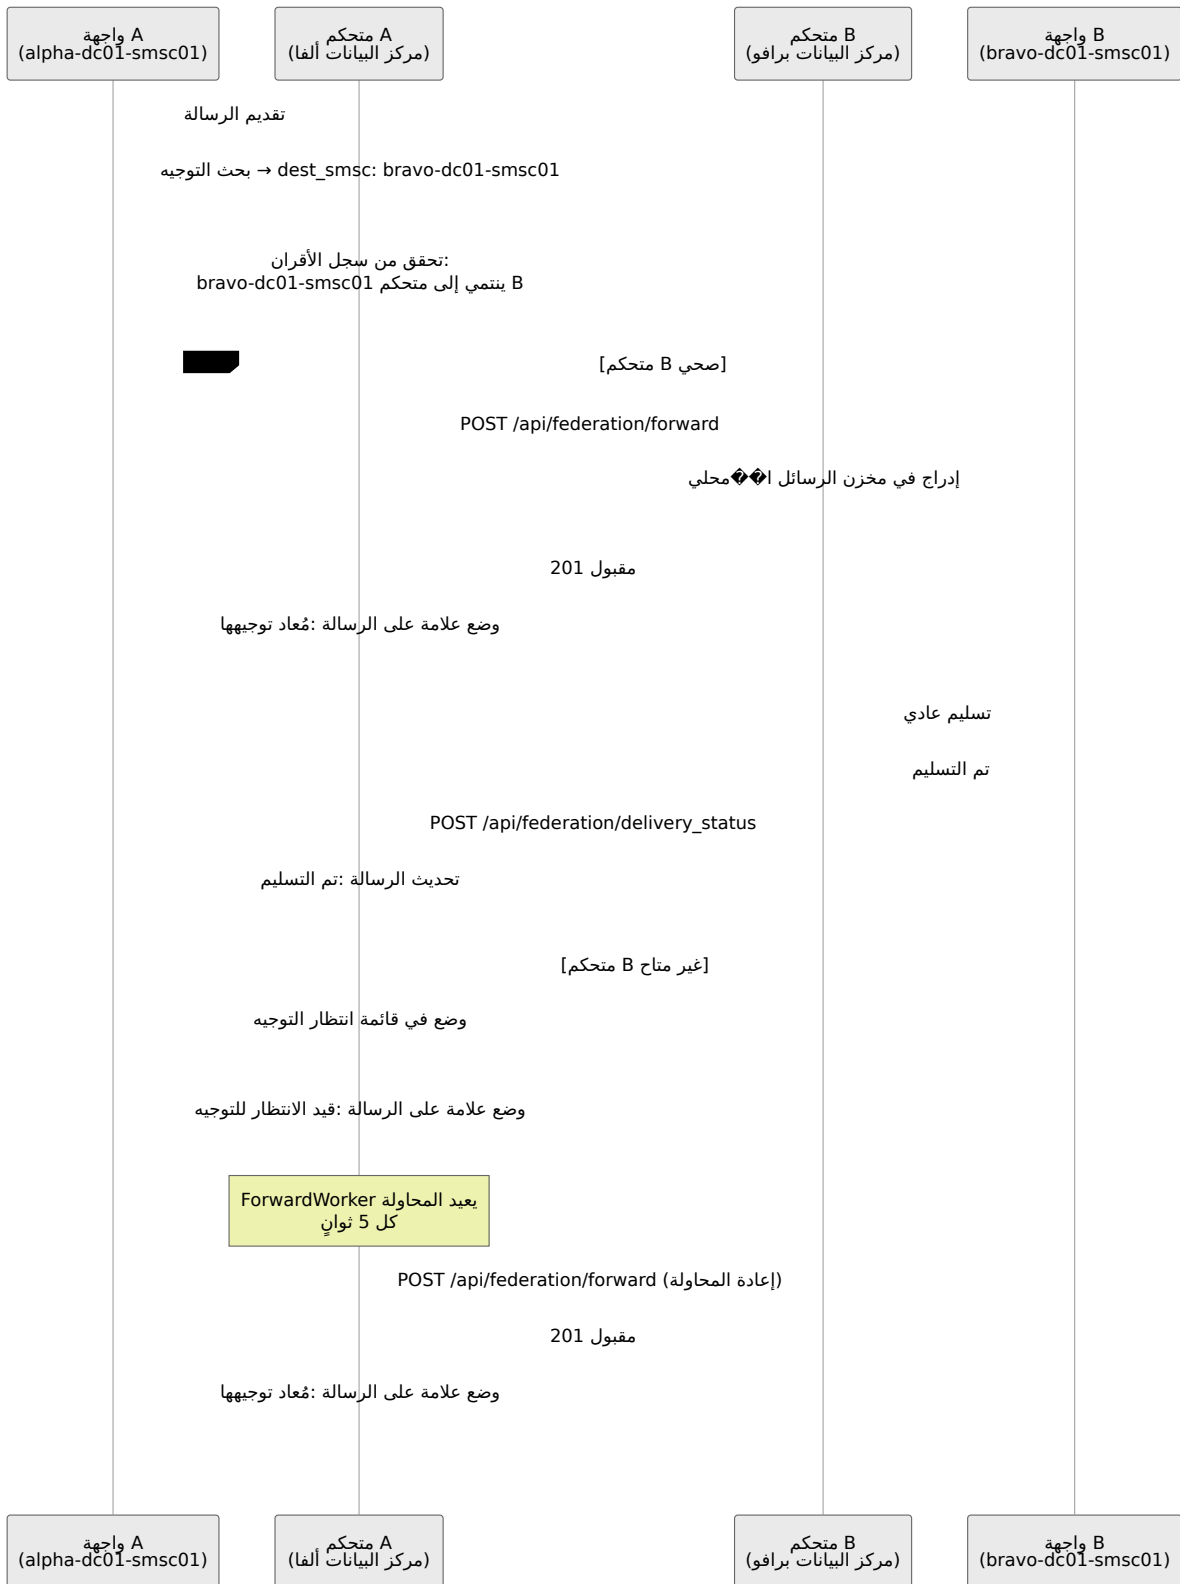 واجهة A
(alpha-dc01-smsc01)
متحكم A
(مركز البيانات ألفا)
متحكم B
(مركز البيانات برافو)
واجهة B
(bravo-dc01-smsc01)
تقديم الرسالة
بحث التوجيه → dest_smsc: bravo-dc01-smsc01
تحقق من سجل الأقران:
bravo-dc01-smsc01 ينتمي إلى متحكم B
[متحكم B صحي]
POST /api/federation/forward
إدراج في مخزن الرسائل ا��محلي
201 مقبول
وضع علامة على الرسالة :مُعاد توجيهها
تسليم عادي
تم التسليم
POST /api/federation/delivery_status
تحديث الرسالة :تم التسليم
[متحكم B غير متاح]
وضع في قائمة انتظار التوجيه
وضع علامة على الرسالة :قيد الانتظار للتوجيه
ForwardWorker يعيد المحاولة
كل 5 ثوانٍ
POST /api/federation/forward (إعادة المحاولة)
201 مقبول
وضع علامة على الرسالة :مُعاد توجيهها
واجهة A
(alpha-dc01-smsc01)
متحكم A
(مركز البيانات ألفا)
متحكم B
(مركز البيانات برافو)
واجهة B
(bravo-dc01-smsc01)